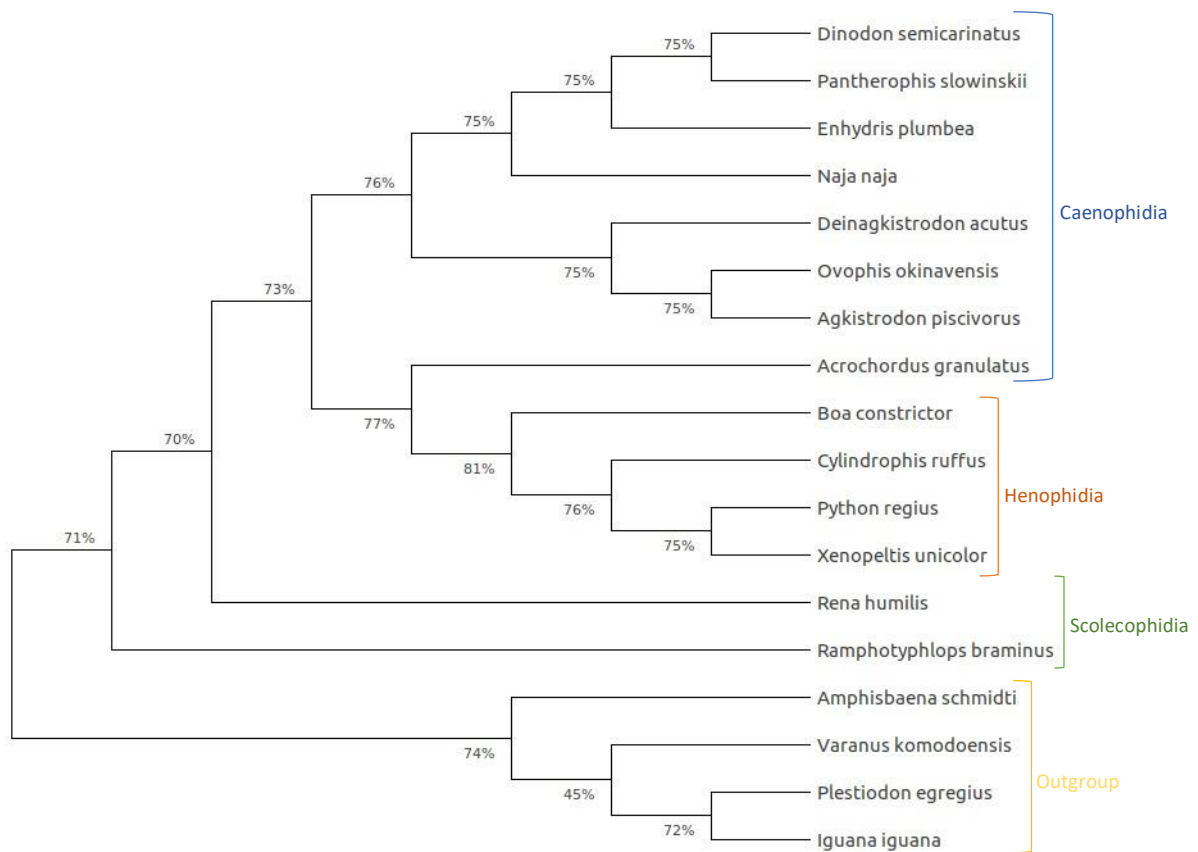 Dinodon semicarinatus
75%
Pantherophis slowinskii
75%
Enhydris plumbea
75%
Naja naja
76%
Caenophidia
Deinagkistrodon acutus
75%
Ovophis okinavensis
73%
75%
Agkistrodon piscivorus
Acrochordus granulatus
77%
Boa constrictor
70%
81%
Cylindrophis ruffus
76%
Henophidia
Python regius
71%
75%
Xenopeltis unicolor
Rena humilis
Scolecophidia
Ramphotyphlops braminus
Amphisbaena schmidti
74%
Varanus komodoensis
45%
Outgroup
Plestiodon egregius
72%
Iguana iguana